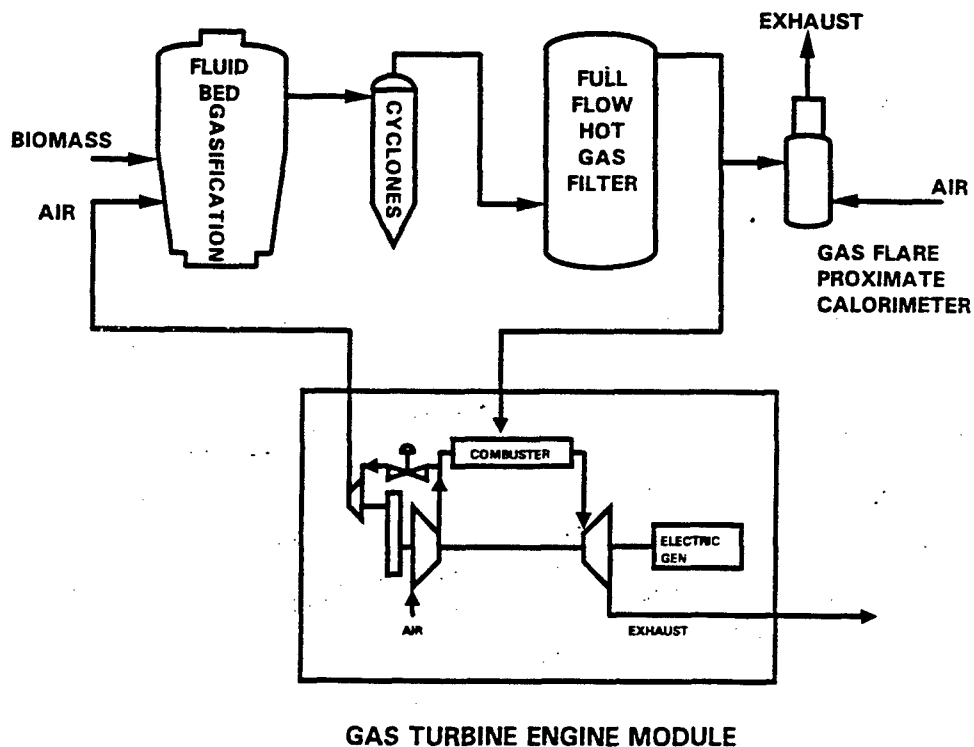 EXHAUST
FLUID
BED
GASIFICATION
CYCLONES
FULL
FLOW
HOT
GAS
FILTER
BIOMASS
AIR
AIR
GAS FLARE
PROXIMATE
CALORIMETER
COMBUSTER
ELECTRIC
GEN
AIR
EXHAUST
GAS TURBINE ENGINE MODULE